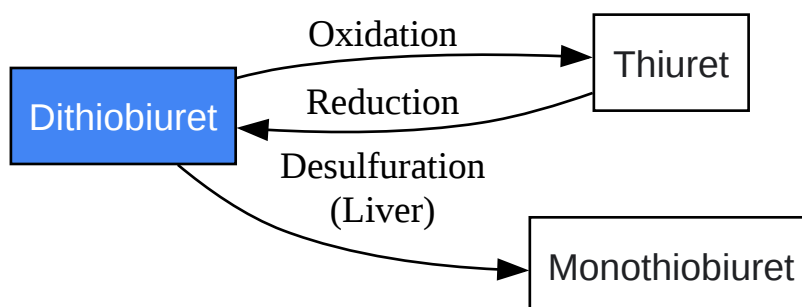 Oxidation
Thiuret
Dithiobiuret
Reduction
Desulfuration
(Liver)
Monothiobiuret